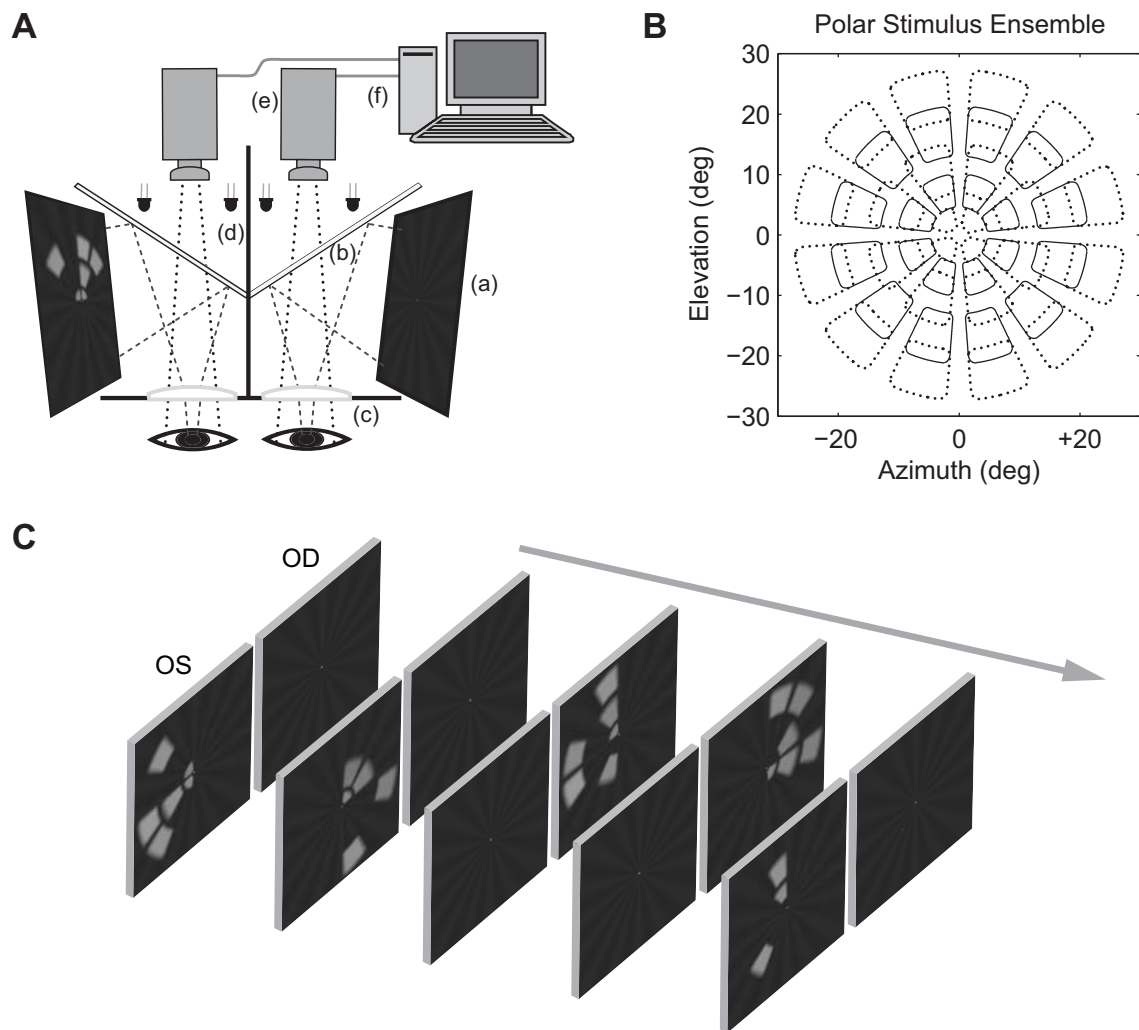 A
(e)
(f)
(d)
(b)
(a)
(c)
B
Polar Stimulus Ensemble
30
20
10
0
−10
−20
−30
Elevation (deg)
−20 0 +20
Azimuth (deg)
C
OD
OS